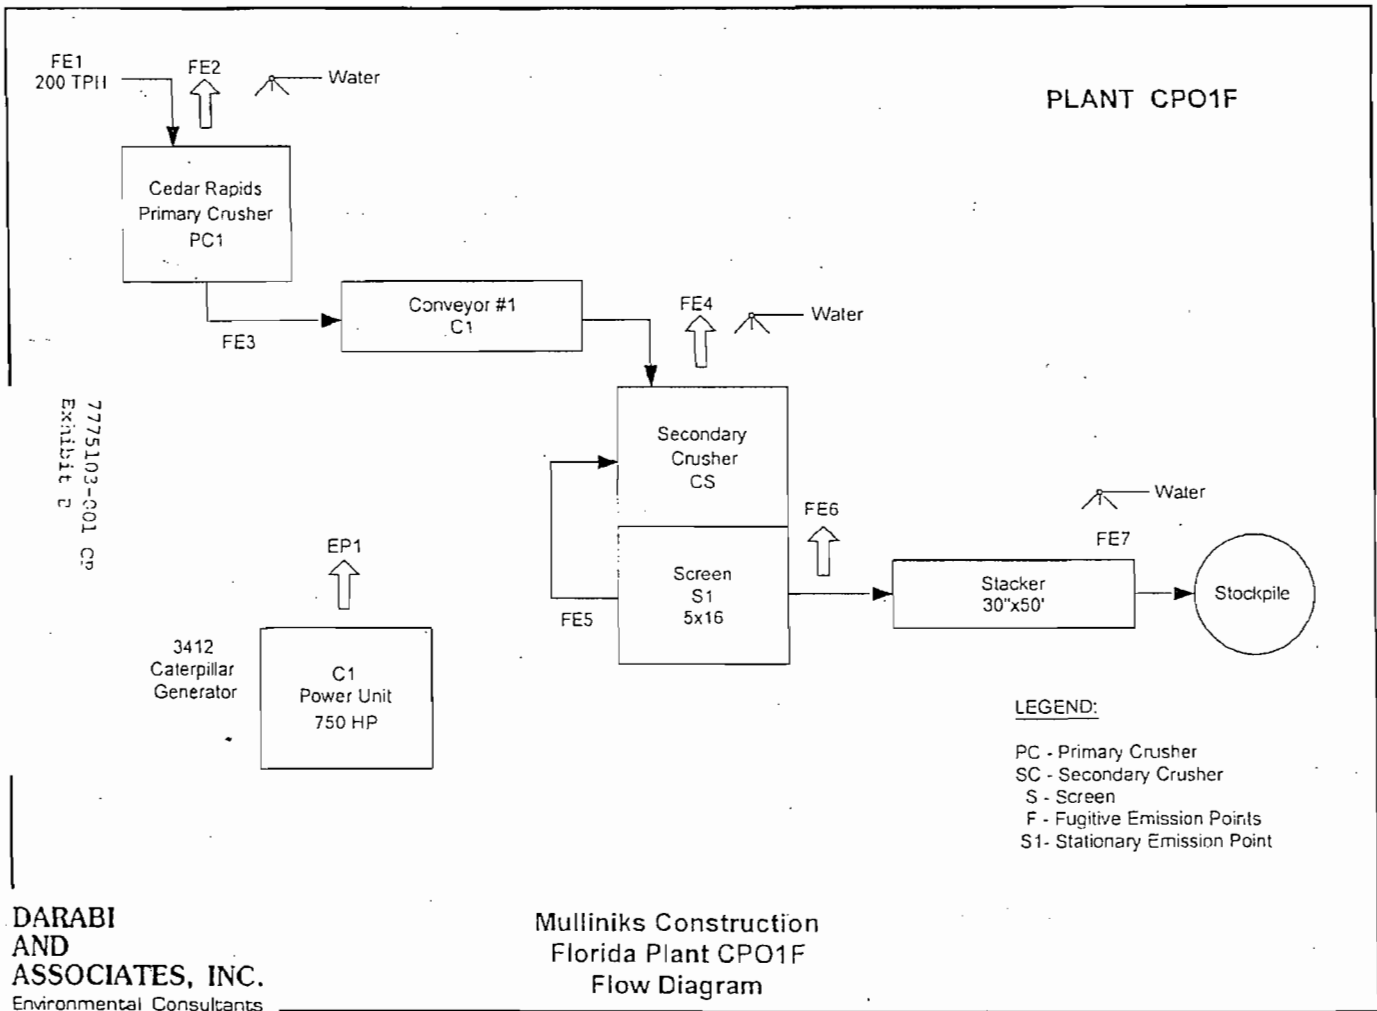 FE1
200 TPH
FE2
Water
PLANT CPO1F
Cedar Rapids
Primary Crusher
PC1
FE3
Conveyor #1
C1
FE4
Water
Secondary
Crusher
CS
7775103-001 CP
Exhibit
FE6
Water
FE7
EP1
Screen
S1
5x16
FE5
Stacker
30"x50'
Stockpile
3412
Caterpillar
Generator
C1
Power Unit
750 HP
LEGEND:
PC - Primary Crusher
SC - Secondary Crusher
S - Screen
F - Fugitive Emission Points
S1- Stationary Emission Point
DARABI
AND
ASSOCIATES, INC.
Environmental Consultants
Mulliniks Construction
Florida Plant CPO1F
Flow Diagram